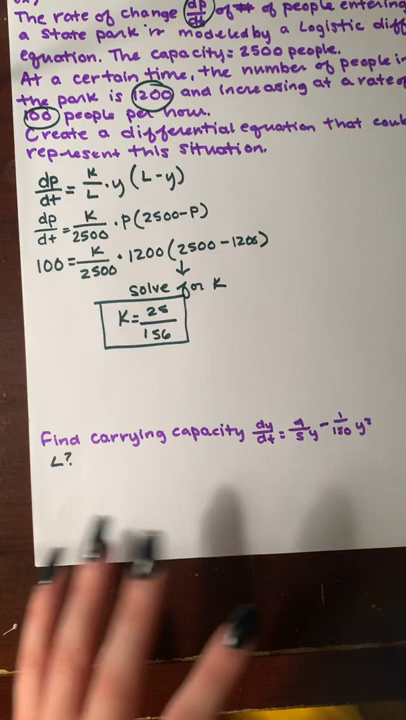 The rate of change dp/dt of # of people entering
a state park is modeled by a Logistic diff
equation. The capacity = 2500 people.
At a certain time, the number of people in
the park is 1200 and increasing at a rate of
100 people per hour.
Create a differential equation that could
represent this situation.
dp/dt = K/L · y (L-y)
dp/dt = K/2500 · P(2500-P)
100 = K/2500 · 1200 (2500-1200)
↓
solve for K
K = 25/156
Find carrying capacity dy/dt = 4/5 y - 1/150 y²
L?